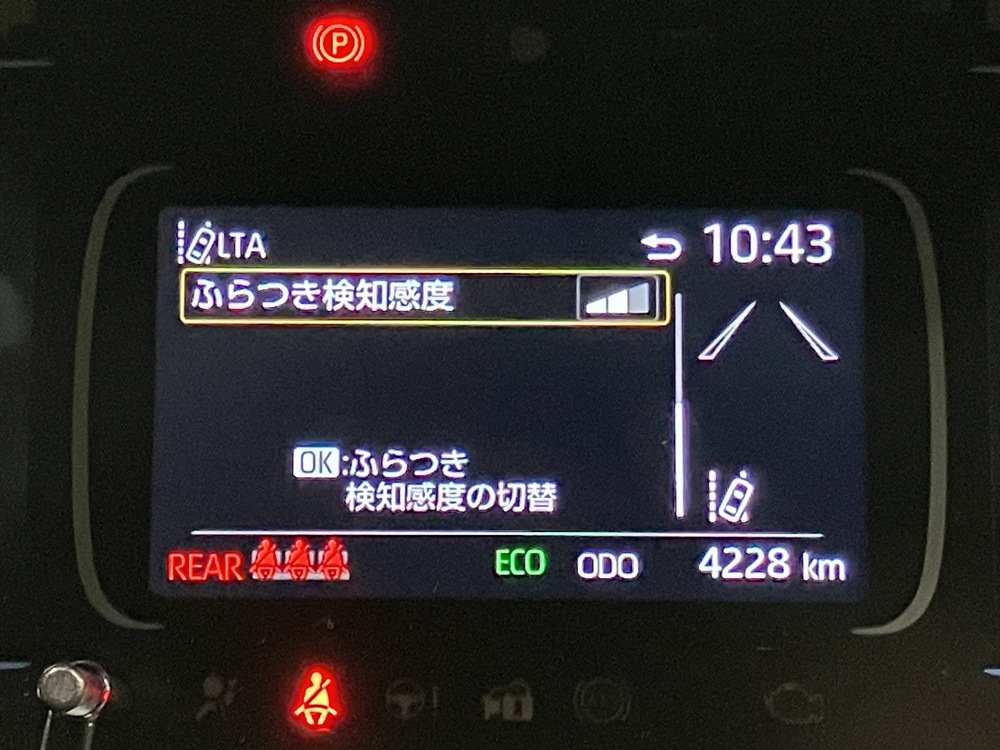 P
LTA
10:43
ふらつき検知感度
OK:ふらつき
検知感度の切替
REAR ECO ODO 4228 km